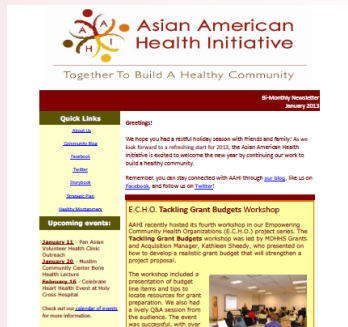 A
A
H
I
Asian American
Health Initiative
Together To Build A Healthy Community
Bi-Monthly Newsletter
January 2013
Quick Links
About Us
Community Blog
Facebook
Twitter
Storybook
Strategic Plan
Healthy Montgomery
Upcoming events:
January 11 - Pan Asian
Volunteer Health Clinic
Outreach
January 20 - Muslim
Community Center Bone
Health Lecture
February 16 - Celebrate
Heart Health Event at Holy
Cross Hospital
Check out our calendar of events
for more information.
Greetings!
We hope you had a restful holiday season with friends and family! As we
look forward to a refreshing start for 2013, the Asian American Health
Initiative is excited to welcome the new year by continuing our work to
build a healthy community.
Remember, you can stay connected with AAHI through our blog, like us on
Facebook, and follow us on Twitter!
E.C.H.O. Tackling Grant Budgets Workshop
AAHI recently hosted its fourth workshop in our Empowering
Community Health Organizations (E.C.H.O.) project series. The
Tackling Grant Budgets workshop was led by MDHHS Grants
and Acquisition Manager, Kathleen Sheedy, who presented on
how to develop a realistic grant budget that will strengthen a
project proposal.
The workshop included a
presentation of budget
line items and tips to
locate resources for grant
preparation. We also had
a lively Q&A session from
the audience. The event
was successful, with over